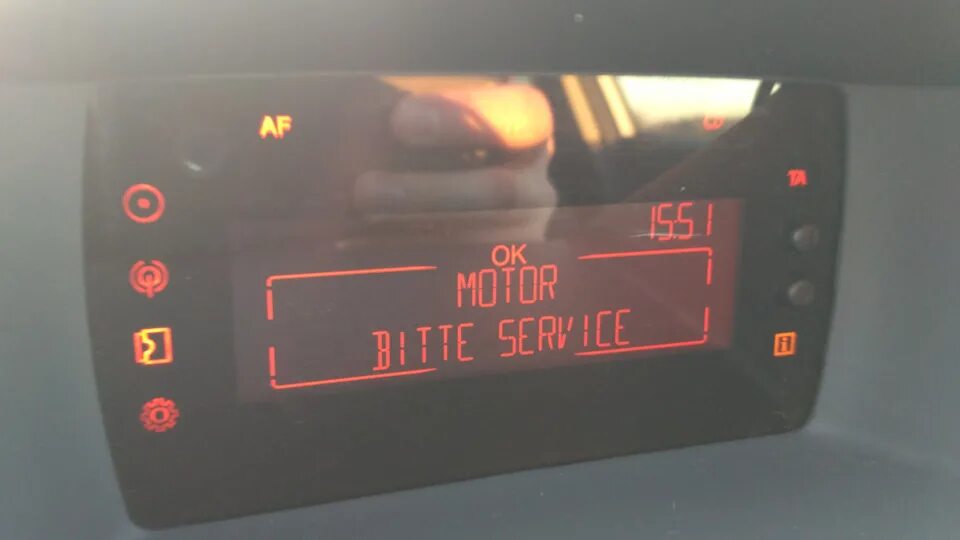 AF
TA
15:51
OK
MOTOR
BITTE SERVICE
i